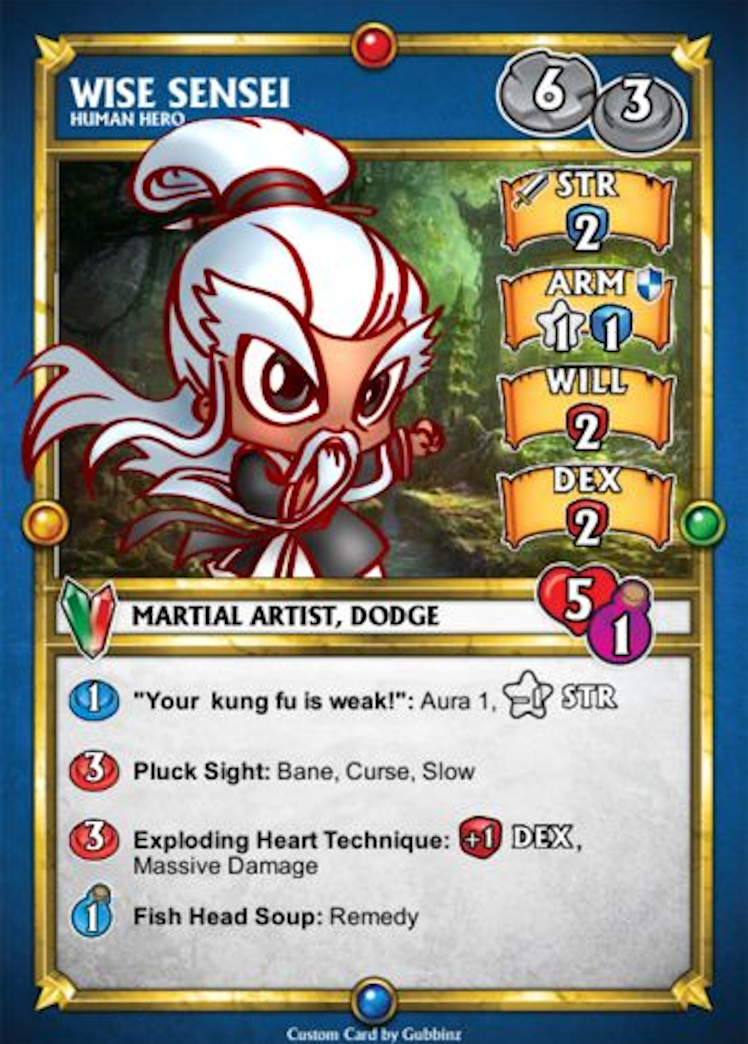 WISE SENSEI
HUMAN HERO
6 3
STR
2
ARM
1 1
WILL
2
DEX
2
5
MARTIAL ARTIST, DODGE
1
1 "Your kung fu is weak!": Aura 1, -1 STR
3 Pluck Sight: Bane, Curse, Slow
3 Exploding Heart Technique: +1 DEX,
Massive Damage
1 Fish Head Soup: Remedy
Custom Card by Gubbinz